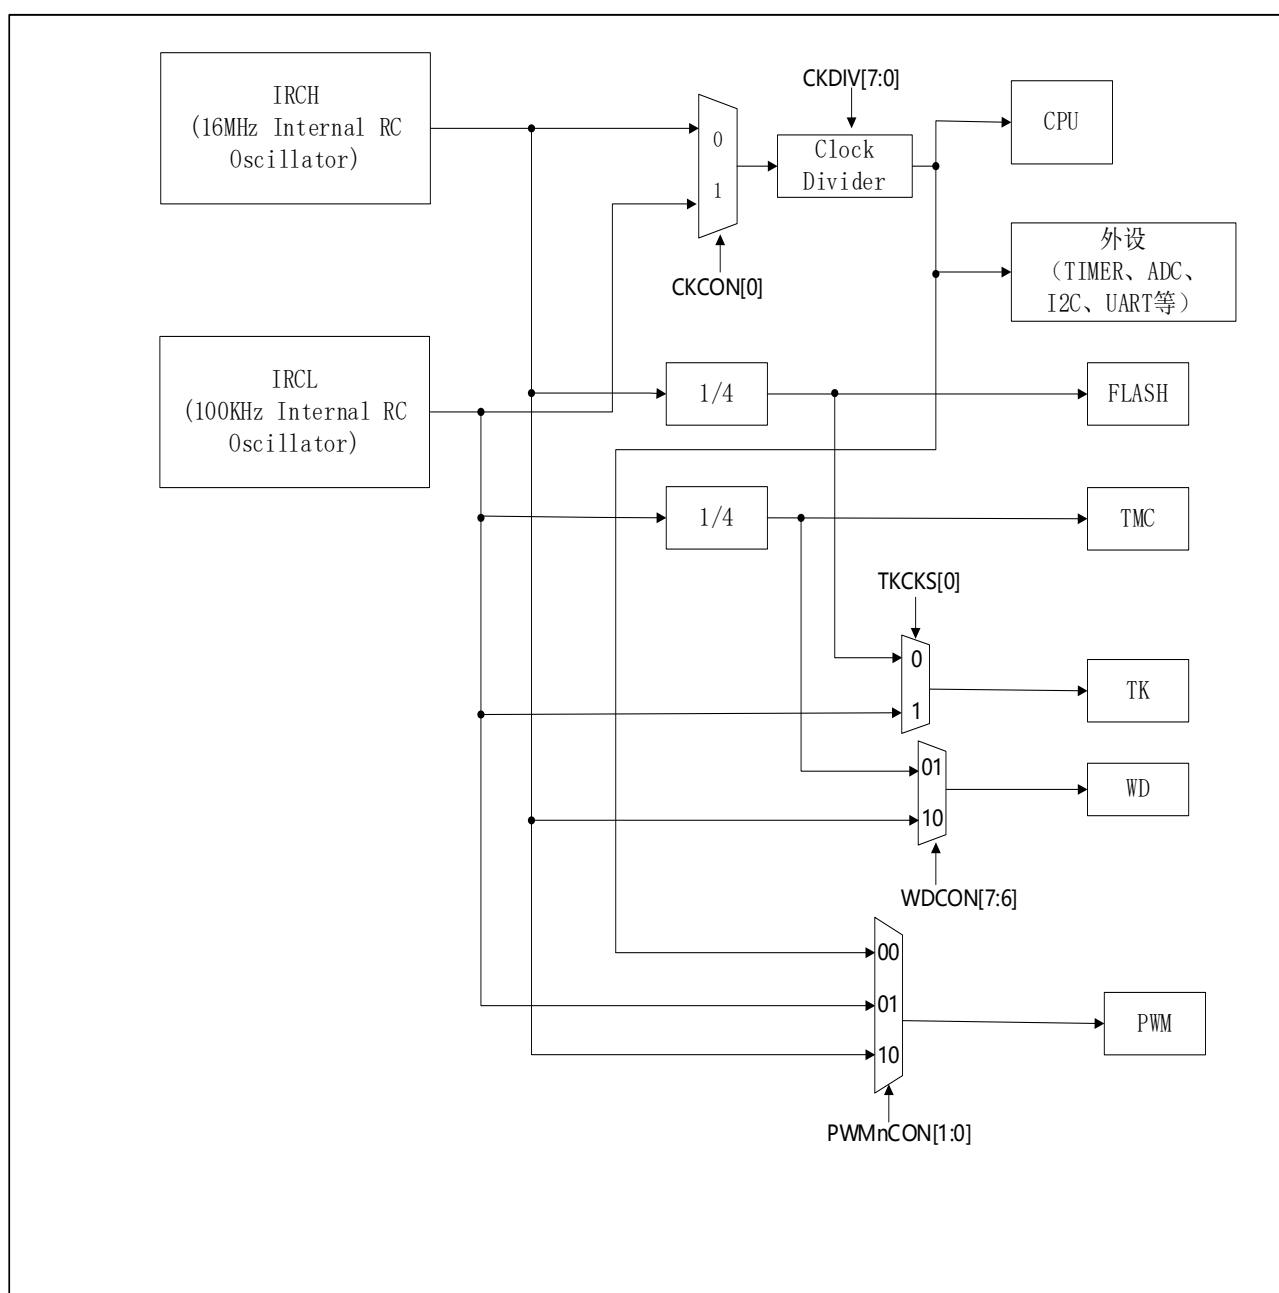 IRCH
(16MHz Internal RC
Oscillator)
CKDIV[7:0]
0
1
Clock
Divider
CPU
CKCON[0]
外设
（TIMER、ADC、
I2C、UART等）
IRCL
(100KHz Internal RC
Oscillator)
1/4
FLASH
1/4
TMC
TKCKS[0]
0
1
TK
01
10
WD
WDCON[7:6]
00
01
10
PWM
PWMnCON[1:0]